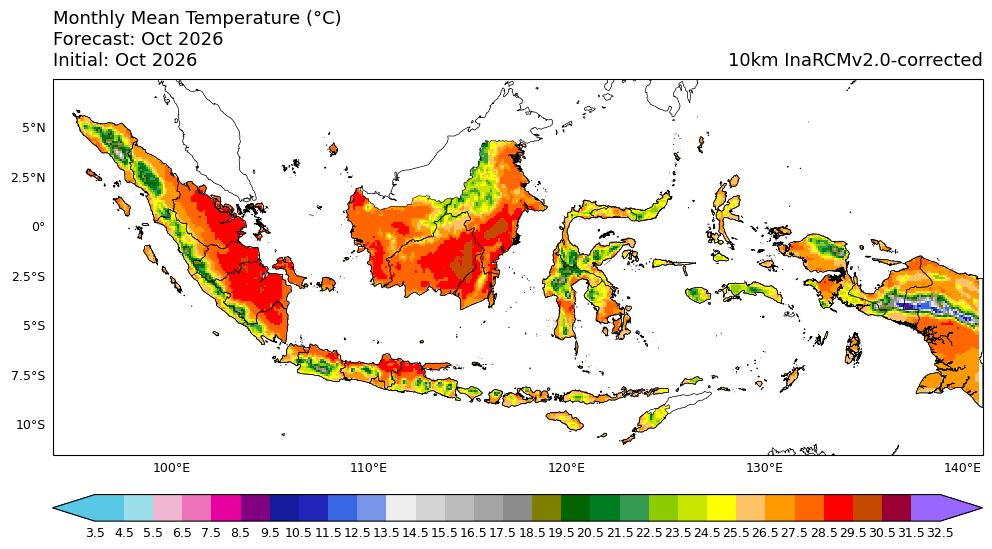 Monthly Mean Temperature (°C)
Forecast: Oct 2026
Initial: Oct 2026
10km InaRCMv2.0-corrected
5°N
2.5°N
0°
2.5°S
5°S
7.5°S
10°S
100°E 110°E 120°E 130°E 140°E
3.5 4.5 5.5 6.5 7.5 8.5 9.5 10.5 11.5 12.5 13.5 14.5 15.5 16.5 17.5 18.5 19.5 20.5 21.5 22.5 23.5 24.5 25.5 26.5 27.5 28.5 29.5 30.5 31.5 32.5